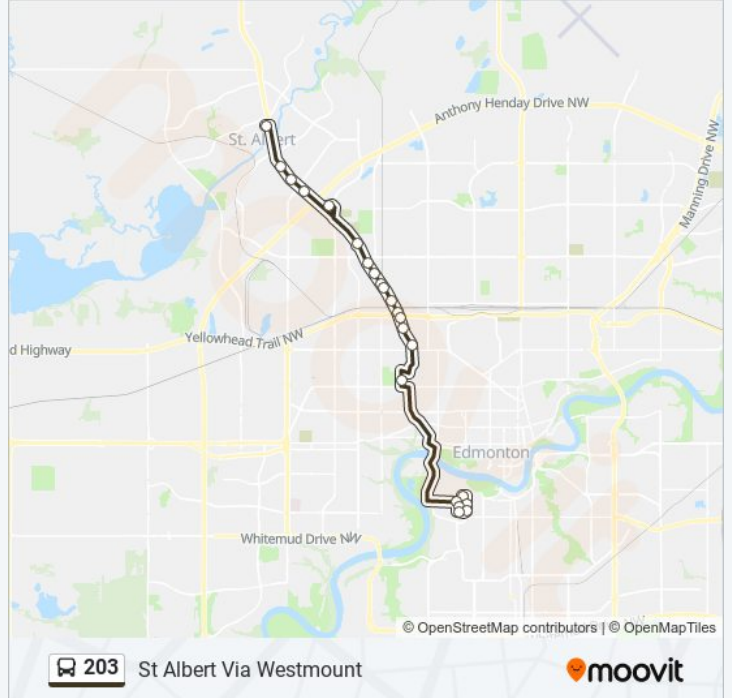 Anthony Henday Drive NW
St. Albert
Manning Drive NW
Yellowhead Trail NW
d Highway
Edmonton
Whitemud Drive NW
© OpenStreetMap contributors | © OpenMapTiles
203 St Albert Via Westmount
moovit